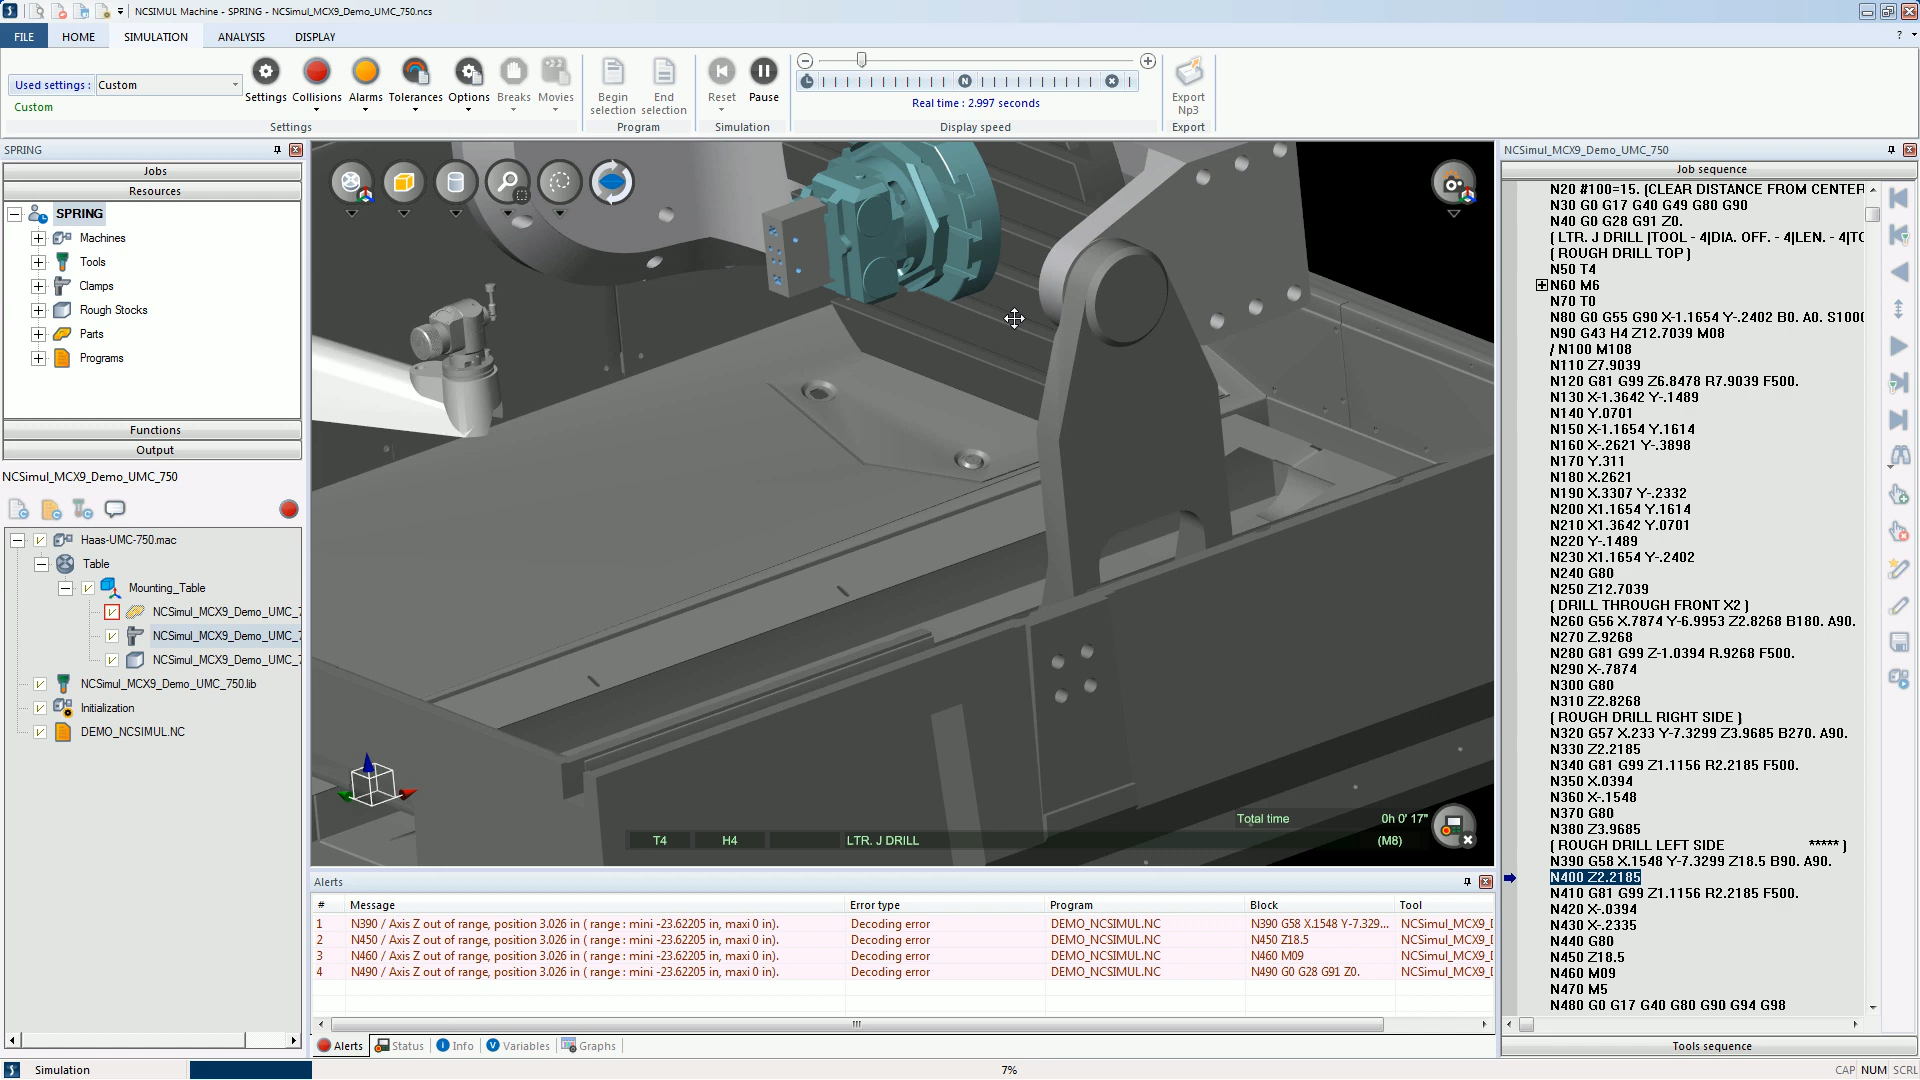 NCSIMUL Machine - SPRING - NCSimul_MCX9_Demo_UMC_750.ncs
FILE HOME SIMULATION ANALYSIS DISPLAY
Used settings : Custom
Custom
Settings Collisions Alarms Tolerances Options Breaks Movies
Settings
Begin selection
End selection
Program
Reset Pause
Simulation
N
Real time : 2.997 seconds
Display speed
Export Np3
Export
SPRING
Jobs
Resources
SPRING
Machines
Tools
Clamps
Rough Stocks
Parts
Programs
Functions
Output
NCSimul_MCX9_Demo_UMC_750
Haas-UMC-750.mac
Table
Mounting_Table
NCSimul_MCX9_Demo_UMC_7
NCSimul_MCX9_Demo_UMC_7
NCSimul_MCX9_Demo_UMC_7
NCSimul_MCX9_Demo_UMC_750.lib
Initialization
DEMO_NCSIMUL.NC
Total time 0h 0' 17"
T4 H4 LTR. J DRILL (M8)
Alerts
# Message Error type Program Block Tool
1 N390 / Axis Z out of range, position 3.026 in ( range : mini -23.62205 in, maxi 0 in). Decoding error DEMO_NCSIMUL.NC N390 G58 X.1548 Y-7.329... NCSimul_MCX9_D
2 N450 / Axis Z out of range, position 3.026 in ( range : mini -23.62205 in, maxi 0 in). Decoding error DEMO_NCSIMUL.NC N450 Z18.5 NCSimul_MCX9_D
3 N460 / Axis Z out of range, position 3.026 in ( range : mini -23.62205 in, maxi 0 in). Decoding error DEMO_NCSIMUL.NC N460 M09 NCSimul_MCX9_D
4 N490 / Axis Z out of range, position 3.026 in ( range : mini -23.62205 in, maxi 0 in). Decoding error DEMO_NCSIMUL.NC N490 G0 G28 G91 Z0. NCSimul_MCX9_D
Alerts Status Info Variables Graphs
NCSimul_MCX9_Demo_UMC_750
Job sequence
N20 #100=15. (CLEAR DISTANCE FROM CENTER
N30 G0 G17 G40 G49 G80 G90
N40 G0 G28 G91 Z0.
( LTR. J DRILL |TOOL - 4|DIA. OFF. - 4|LEN. - 4|TO
( ROUGH DRILL TOP )
N50 T4
N60 M6
N70 T0
N80 G0 G55 G90 X-1.1654 Y-.2402 B0. A0. S1000
N90 G43 H4 Z12.7039 M08
/ N100 M108
N110 Z7.9039
N120 G81 G99 Z6.8478 R7.9039 F500.
N130 X-1.3642 Y-.1489
N140 Y.0701
N150 X-1.1654 Y.1614
N160 X-.2621 Y-.3898
N170 Y.311
N180 X.2621
N190 X.3307 Y-.2332
N200 X1.1654 Y.1614
N210 X1.3642 Y.0701
N220 Y-.1489
N230 X1.1654 Y-.2402
N240 G80
N250 Z12.7039
( DRILL THROUGH FRONT X2 )
N260 G56 X.7874 Y-6.9953 Z2.8268 B180. A90.
N270 Z.9268
N280 G81 G99 Z-1.0394 R.9268 F500.
N290 X-.7874
N300 G80
N310 Z2.8268
( ROUGH DRILL RIGHT SIDE )
N320 G57 X.233 Y-7.3299 Z3.9685 B270. A90.
N330 Z2.2185
N340 G81 G99 Z1.1156 R2.2185 F500.
N350 X.0394
N360 X-.1548
N370 G80
N380 Z3.9685
( ROUGH DRILL LEFT SIDE ***** )
N390 G58 X.1548 Y-7.3299 Z18.5 B90. A90.
N400 Z2.2185
N410 G81 G99 Z1.1156 R2.2185 F500.
N420 X-.0394
N430 X-.2335
N440 G80
N450 Z18.5
N460 M09
N470 M5
N480 G0 G17 G40 G80 G90 G94 G98
Tools sequence
Simulation 7% CAP NUM SCRL